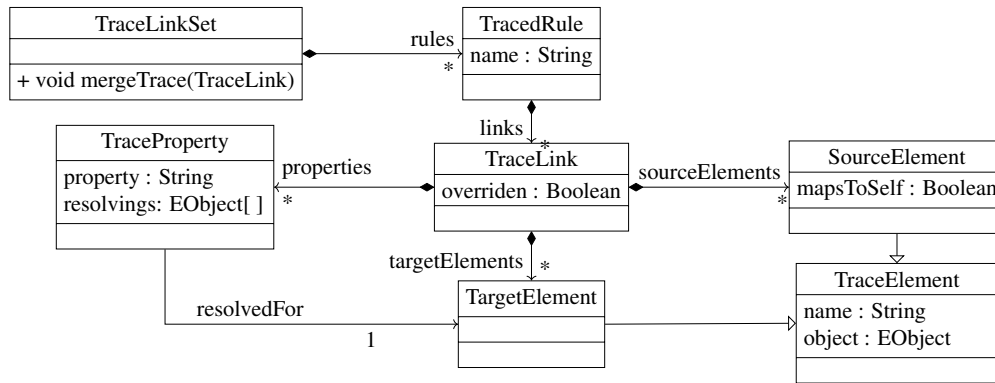 TraceLinkSet
+ void mergeTrace(TraceLink)
rules
*
TracedRule
name : String
links
*
TraceProperty
property : String
resolvings: EObject[ ]
properties
*
TraceLink
overriden : Boolean
sourceElements
*
SourceElement
mapsToSelf : Boolean
targetElements
*
resolvedFor
1
TargetElement
TraceElement
name : String
object : EObject